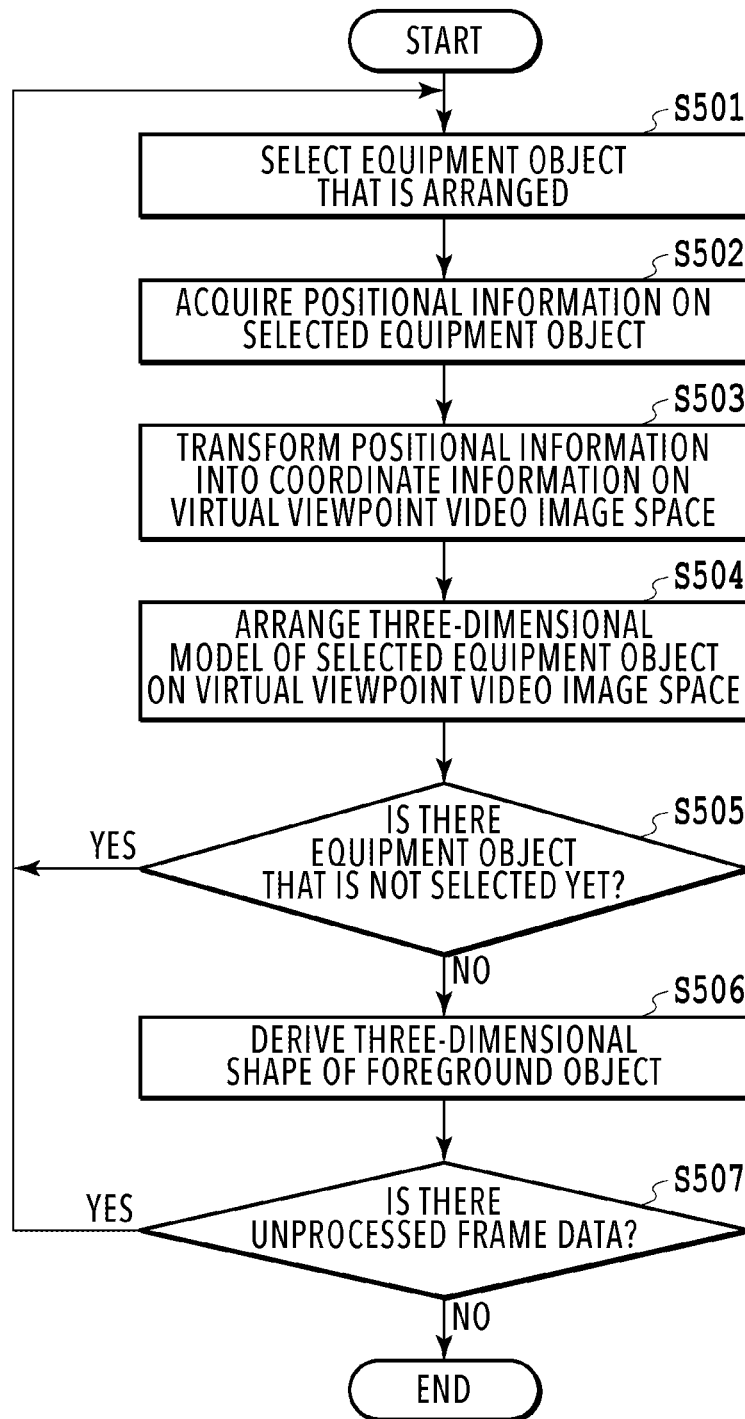 START
S501
SELECT EQUIPMENT OBJECT
THAT IS ARRANGED
S502
ACQUIRE POSITIONAL INFORMATION ON
SELECTED EQUIPMENT OBJECT
S503
TRANSFORM POSITIONAL INFORMATION
INTO COORDINATE INFORMATION ON
VIRTUAL VIEWPOINT VIDEO IMAGE SPACE
S504
ARRANGE THREE-DIMENSIONAL
MODEL OF SELECTED EQUIPMENT OBJECT
ON VIRTUAL VIEWPOINT VIDEO IMAGE SPACE
S505
IS THERE
EQUIPMENT OBJECT
THAT IS NOT SELECTED YET?
YES
NO
S506
DERIVE THREE-DIMENSIONAL
SHAPE OF FOREGROUND OBJECT
S507
IS THERE
UNPROCESSED FRAME DATA?
YES
NO
END